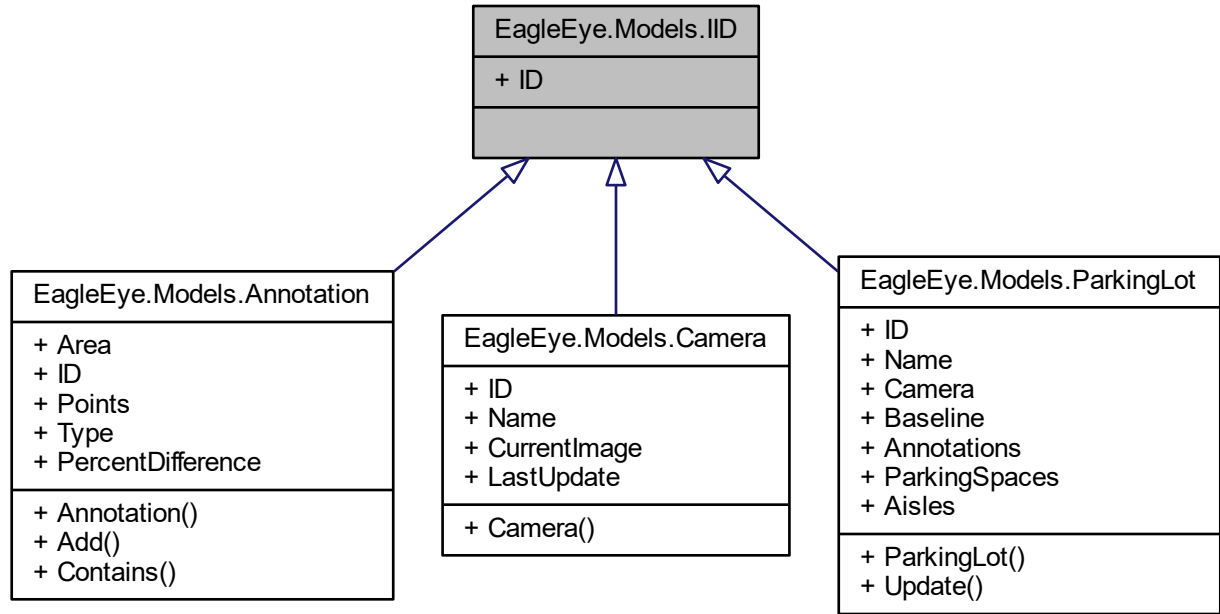 EagleEye.Models.IID
+ ID
EagleEye.Models.Annotation
+ Area
+ ID
+ Points
+ Type
+ PercentDifference
+ Annotation()
+ Add()
+ Contains()
EagleEye.Models.Camera
+ ID
+ Name
+ CurrentImage
+ LastUpdate
+ Camera()
EagleEye.Models.ParkingLot
+ ID
+ Name
+ Camera
+ Baseline
+ Annotations
+ ParkingSpaces
+ Aisles
+ ParkingLot()
+ Update()